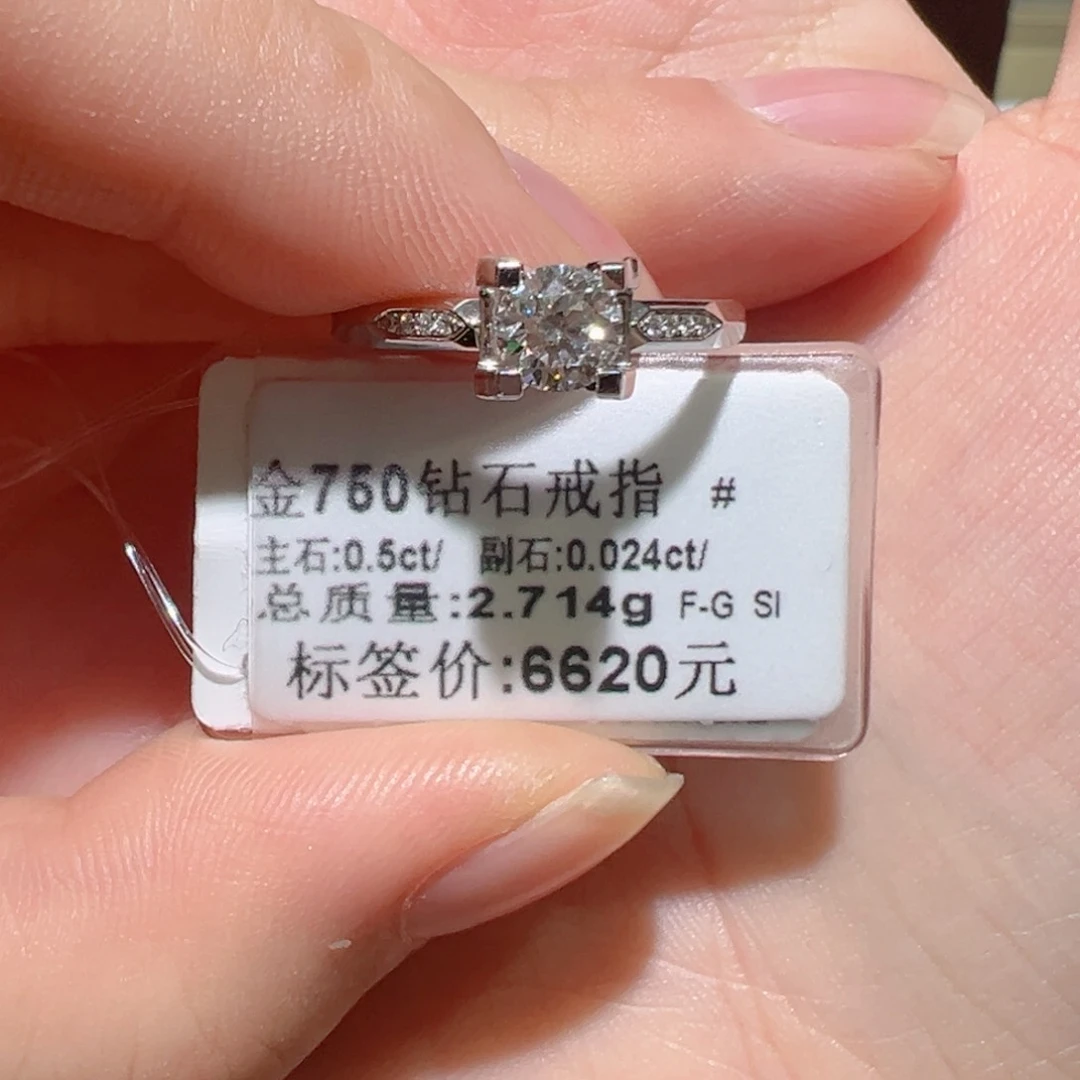 金750钻石戒指 #
主石:0.5ct/ 副石:0.024ct/
总质量:2.714g F-G SI
标签价:6620元